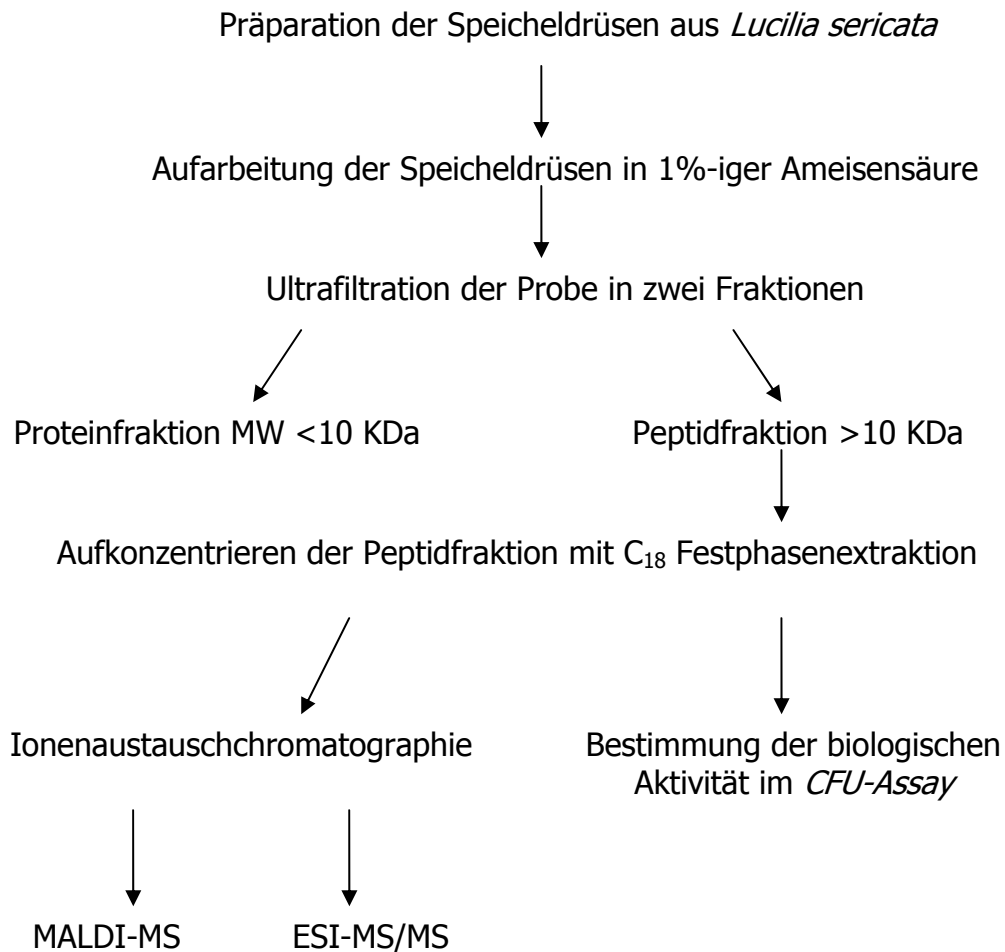 Präparation der Speicheldrüsen aus Lucilia sericata
Aufarbeitung der Speicheldrüsen in 1%-iger Ameisensäure
Ultrafiltration der Probe in zwei Fraktionen
Proteinfraktion MW <10 KDa
Peptidfraktion >10 KDa
Aufkonzentrieren der Peptidfraktion mit C₁₈ Festphasenextraktion
Ionenaustauschchromatographie
Bestimmung der biologischen
Aktivität im CFU-Assay
MALDI-MS
ESI-MS/MS